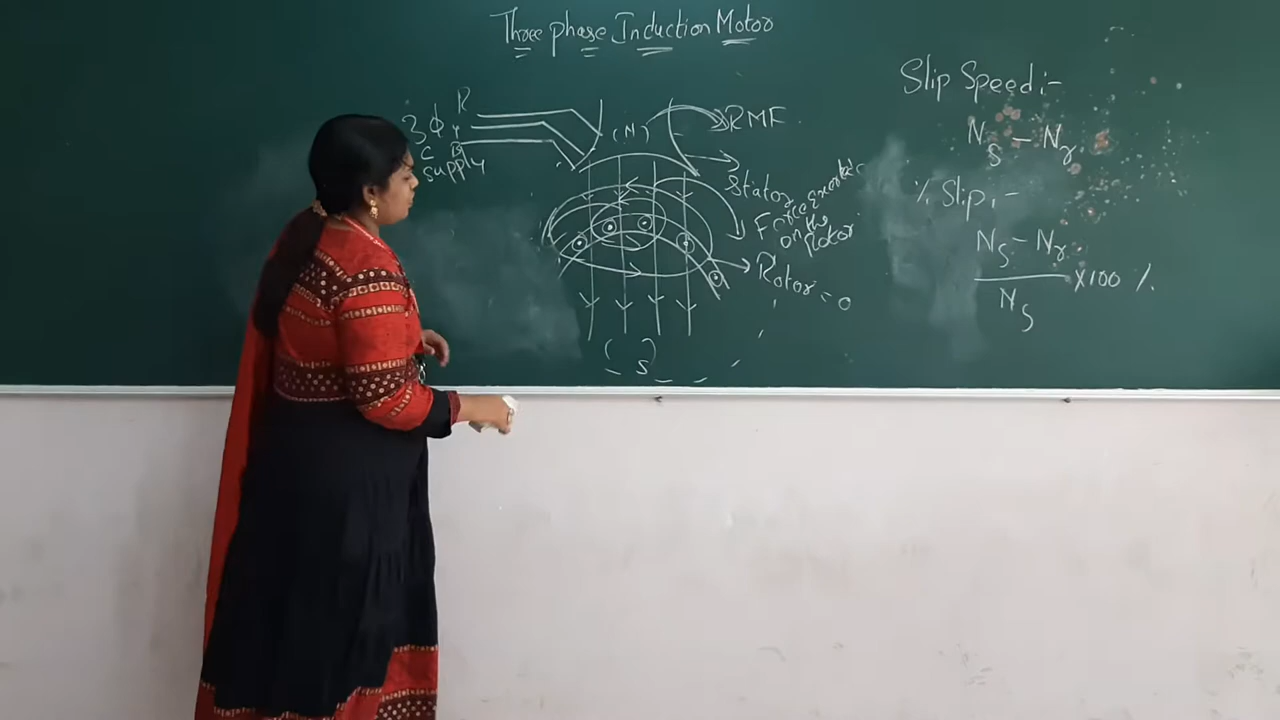 Three phase Induction Motor
R
3ϕ Y
C B
supply
(N)
RMF
Stator
Force Exerted
on the
Rotor
Rotor = 0
( )
S
Slip Speed :-
Ns - Nr
% Slip :-
Ns - Nr
Ns
×100 %